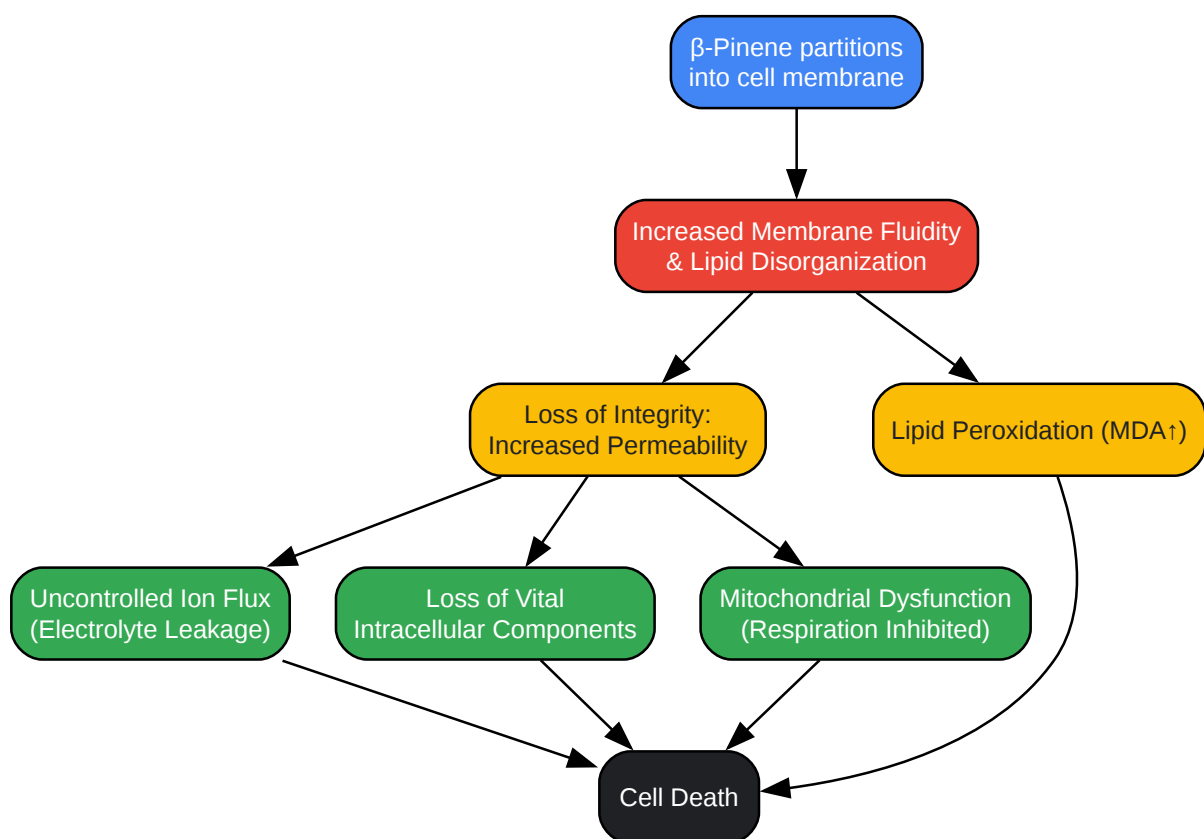 β-Pinene partitions
into cell membrane
Increased Membrane Fluidity
& Lipid Disorganization
Loss of Integrity:
Increased Permeability
Lipid Peroxidation (MDA↑)
Uncontrolled Ion Flux
(Electrolyte Leakage)
Loss of Vital
Intracellular Components
Mitochondrial Dysfunction
(Respiration Inhibited)
Cell Death